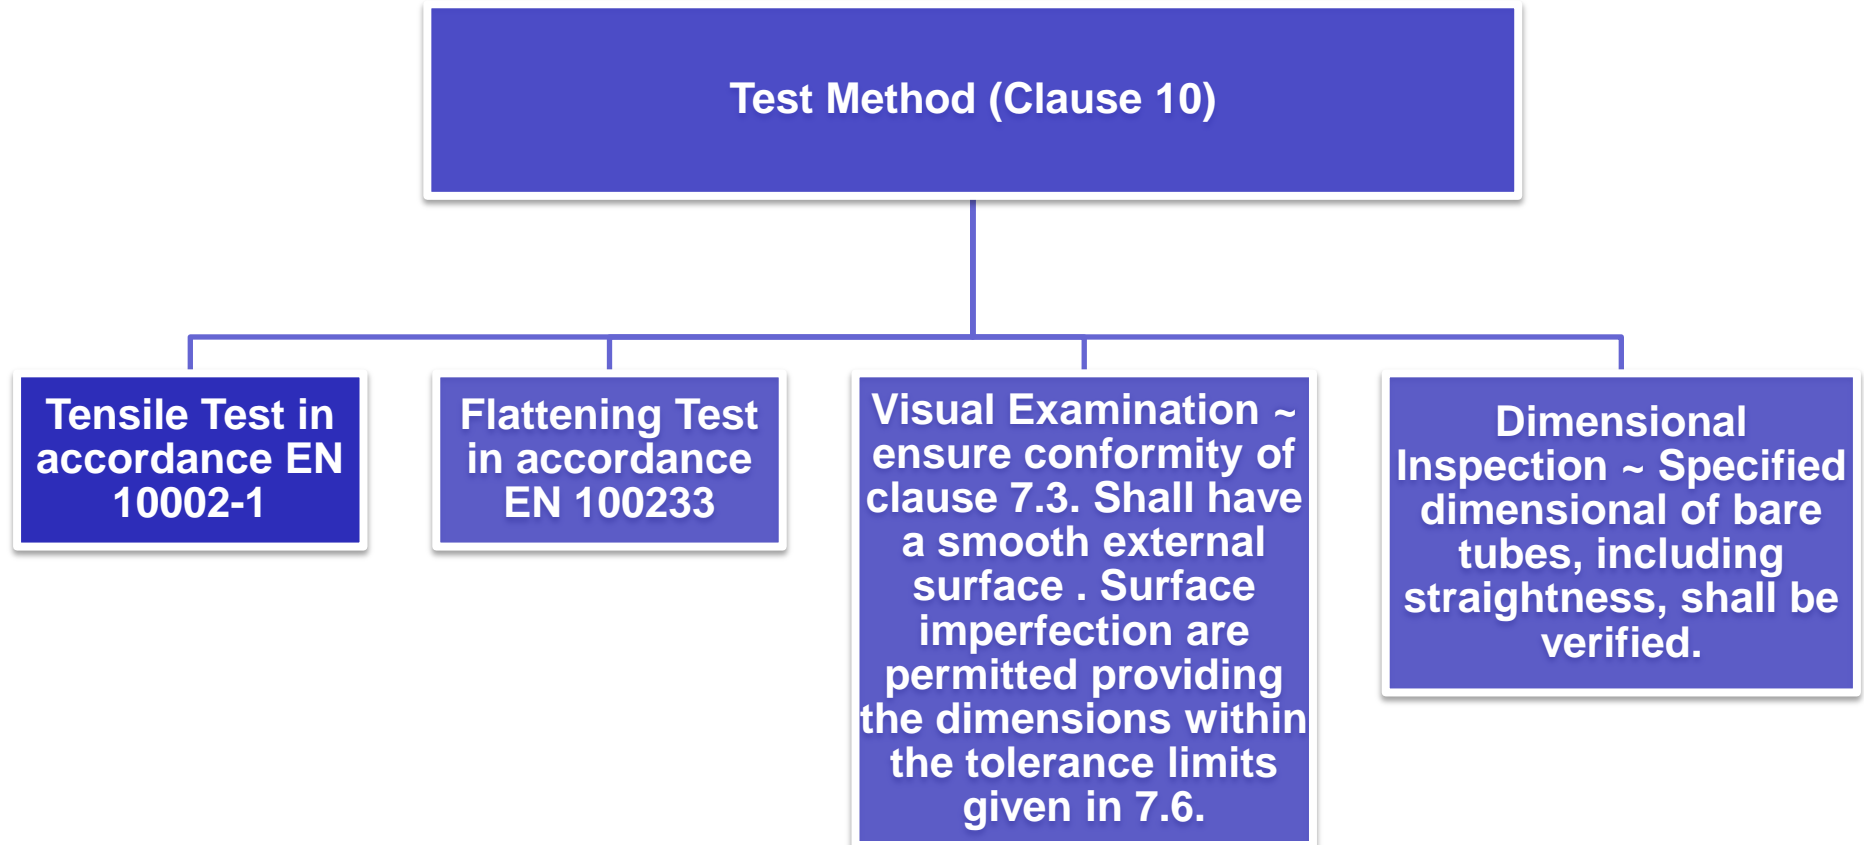 Test Method (Clause 10)
Tensile Test in
accordance EN
10002-1
Flattening Test
in accordance
EN 100233
Visual Examination ~
ensure conformity of
clause 7.3. Shall have
a smooth external
surface . Surface
imperfection are
permitted providing
the dimensions within
the tolerance limits
given in 7.6.
Dimensional
Inspection ~ Specified
dimensional of bare
tubes, including
straightness, shall be
verified.